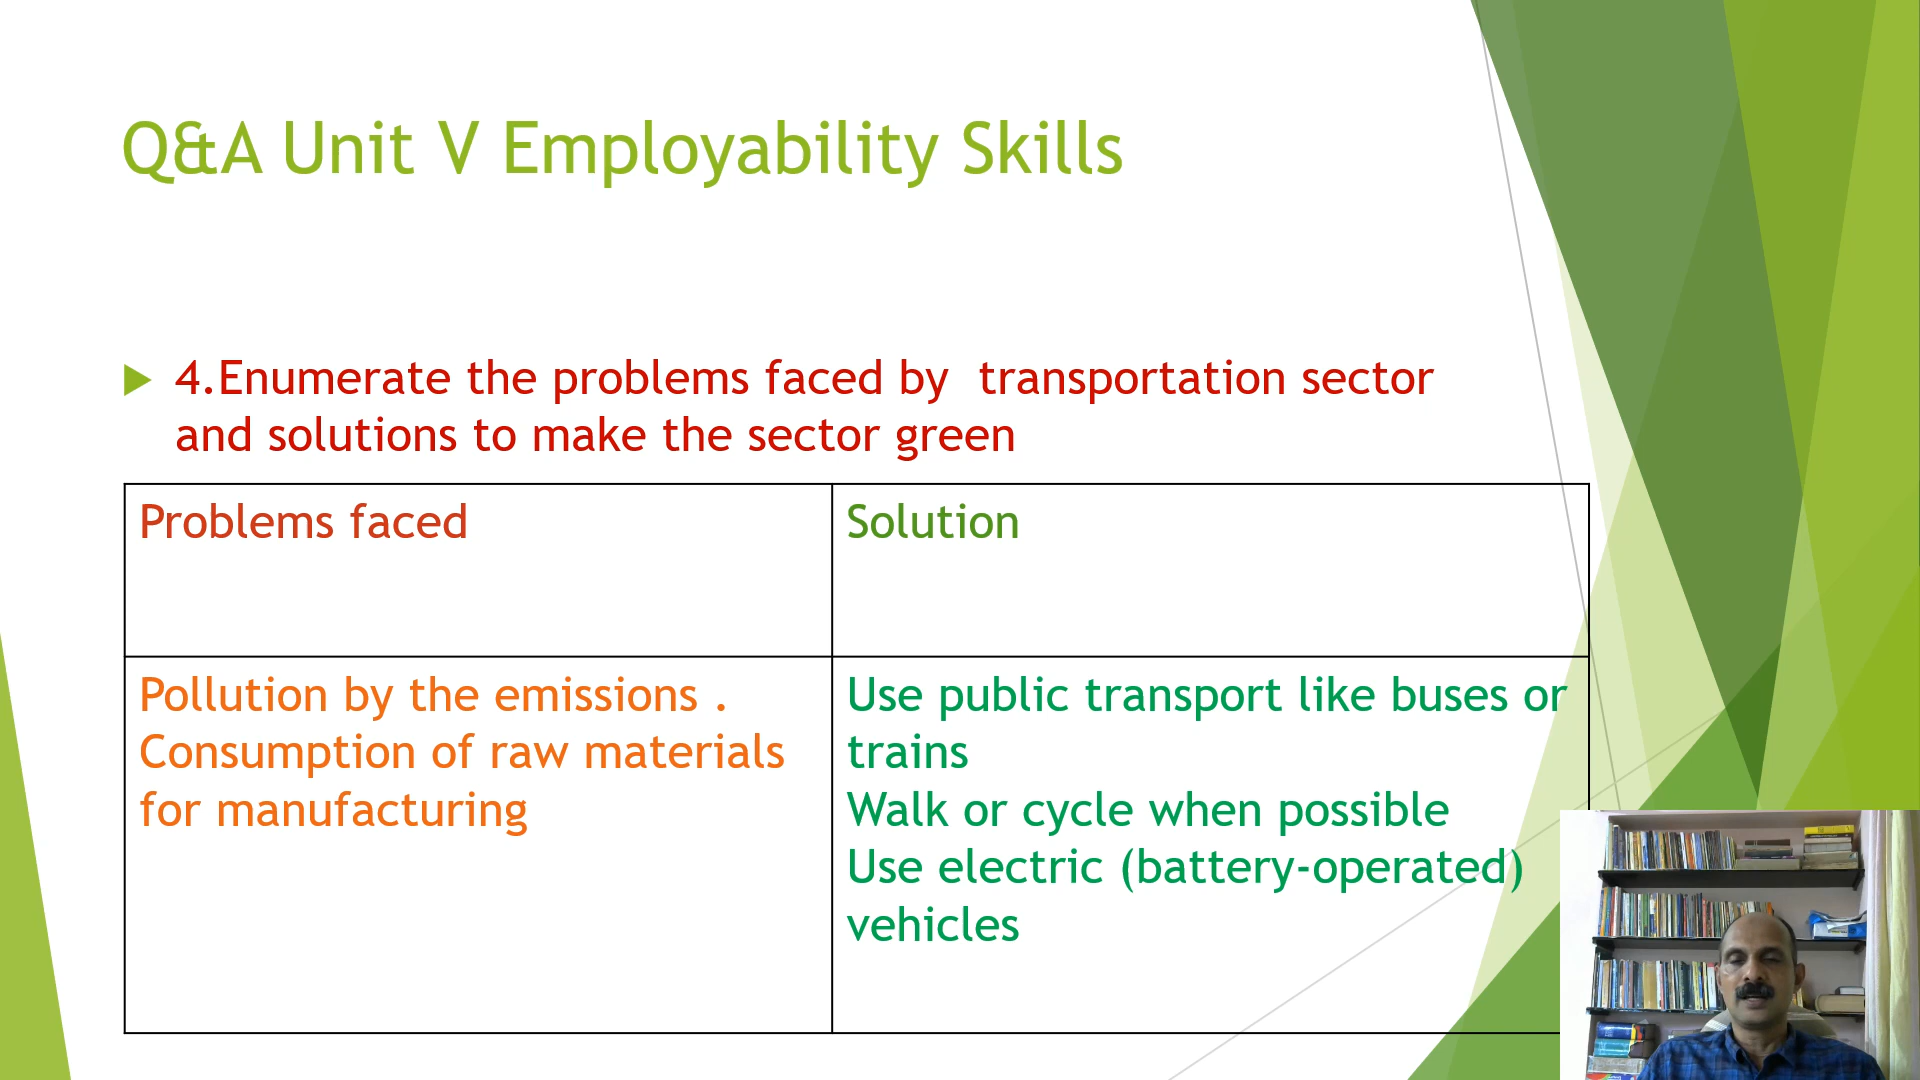 Q&A Unit V Employability Skills
4.Enumerate the problems faced by  transportation sector
and solutions to make the sector green
Problems faced
Solution
Pollution by the emissions .
Consumption of raw materials
for manufacturing
Use public transport like buses or
trains
Walk or cycle when possible
Use electric (battery-operated)
vehicles